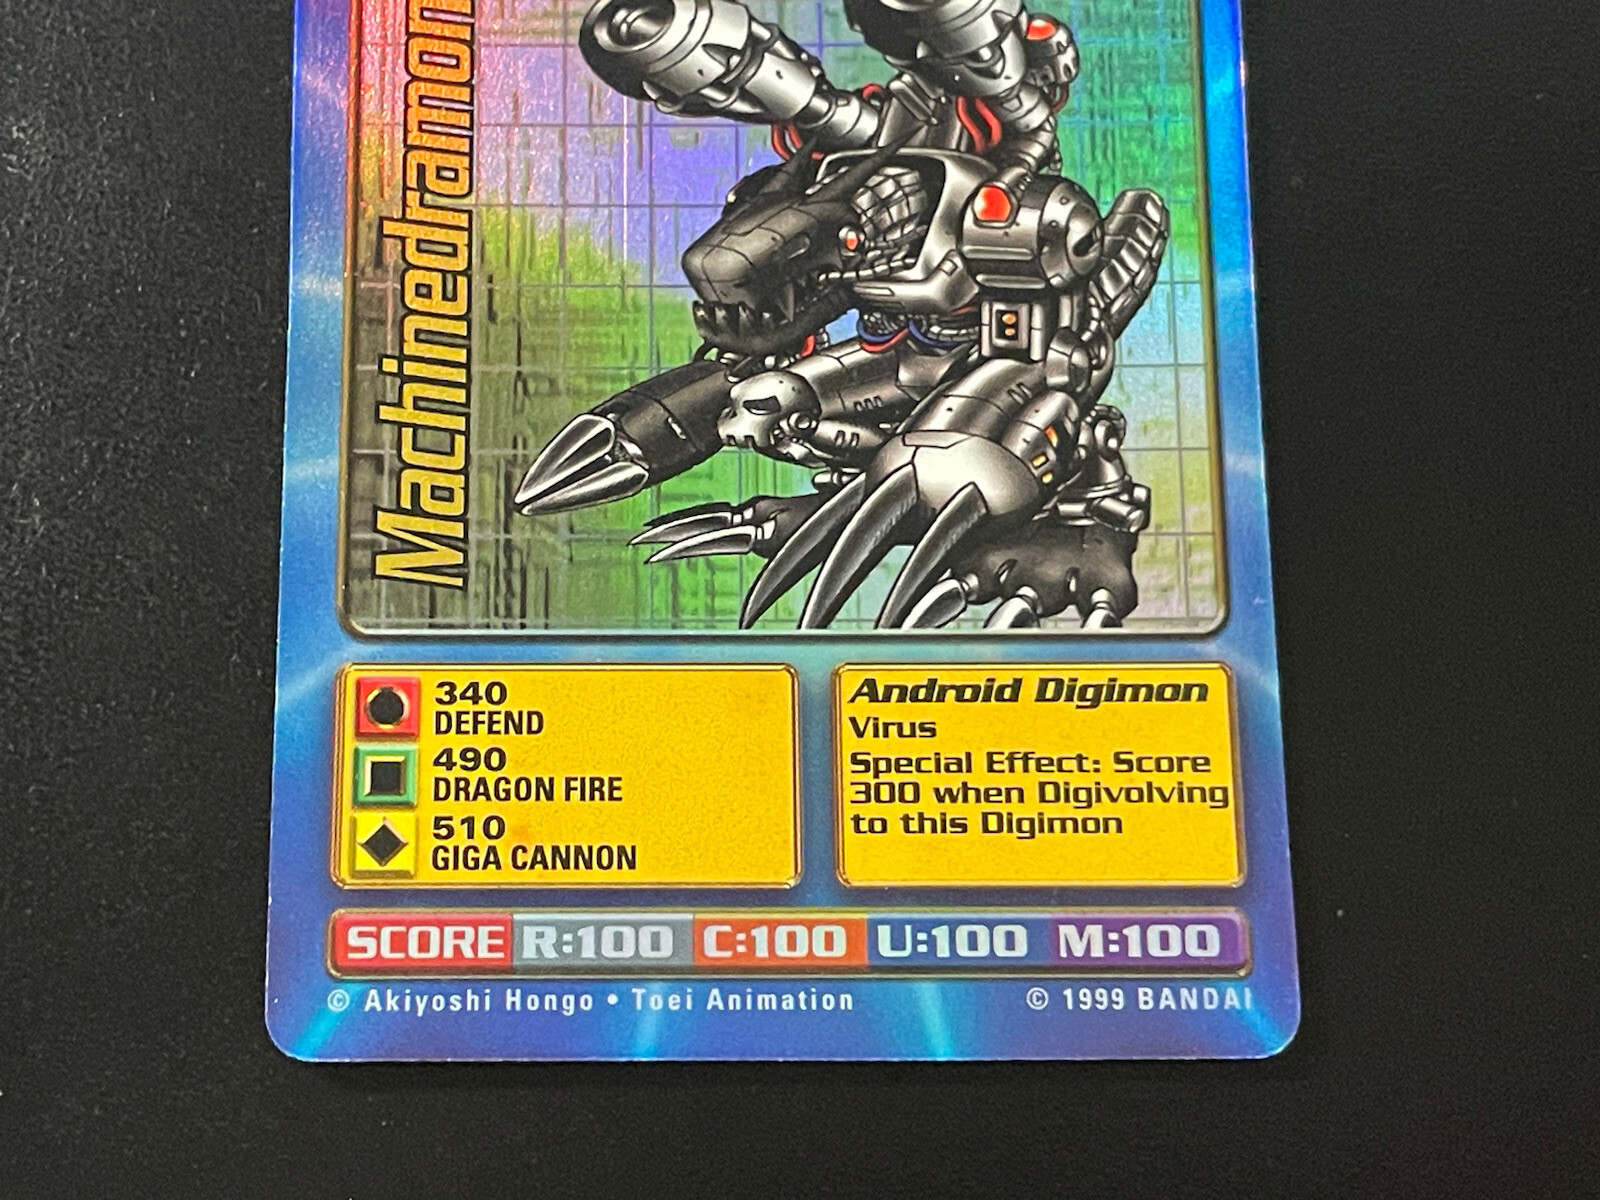 Machinedramon
340
DEFEND
490
DRAGON FIRE
510
GIGA CANNON
Android Digimon
Virus
Special Effect: Score
300 when Digivolving
to this Digimon
SCORE R:100 C:100 U:100 M:100
© Akiyoshi Hongo • Toei Animation © 1999 BANDAI